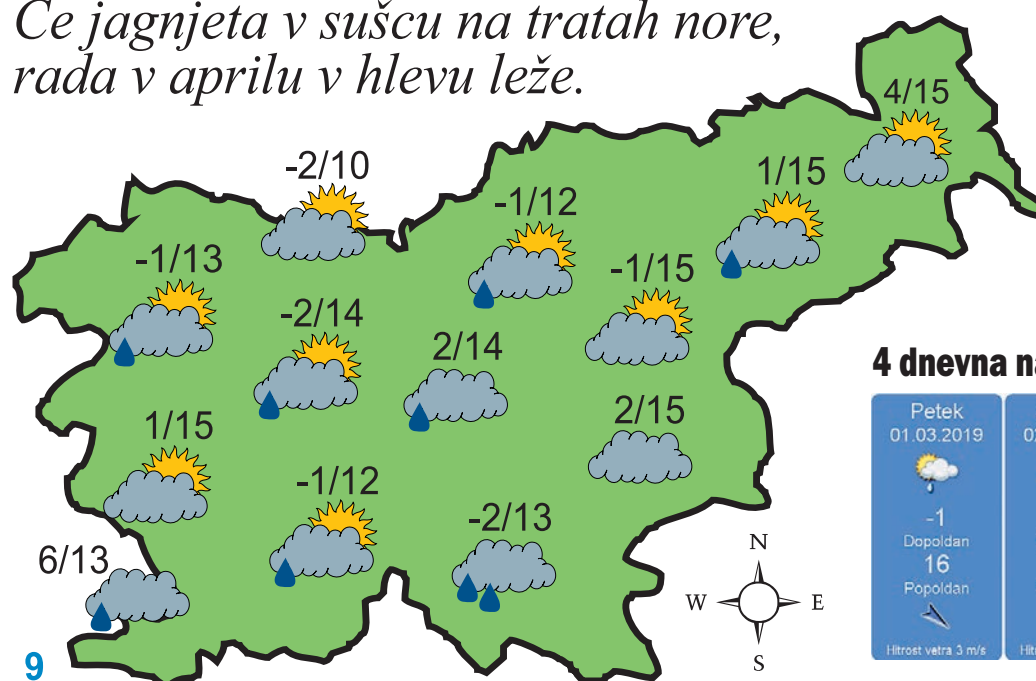 Če jagnjeta v sušcu na tratah nore,
rada v aprilu v hlevu leže.
4/15
-2/10
1/15
-1/12
-1/13
-1/15
-2/14
2/14
1/15
2/15
-1/12
-2/13
6/13
N
W
E
S
9
4 dnevna
Petek
01.03.2019
-1
Dopoldan
16
Popoldan
Hitrost vetra 3 m/s